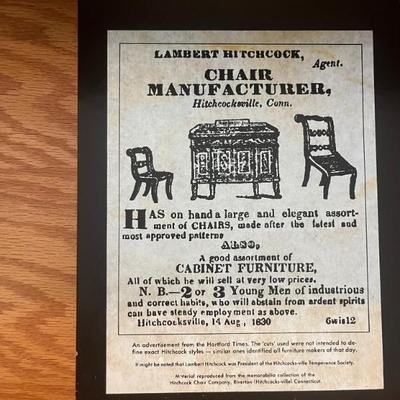 LAMBERT HITCHCOCK,
Agent.
CHAIR
MANUFACTURER,
Hitchcocksville, Conn.
HAS on hand a large and elegant assort-
ment of CHAIRS, made after the latest and
most approved patterns
ALSO,
A good assortment of
CABINET FURNITURE,
All of which he will sell at very low prices.
N. B.—2 or 3 Young Men of industrious
and correct habits, who will obstain from ardent spirits
can have steady employment as above.
Hitchcocksville, 14 Aug, 1830 6wis12
An advertisement from the Hartford Times. The 'cuts' used were not intended to de-
fine exact Hitchcock styles — similar ones identified all furniture makers of that day.
It might be noted that Lambert Hitchcock was President of the Hitchcocks-ville Temperance Society.
Material reproduced from the memorabilia collection of the
Hitchcock Chair Company, Riverton (Hitchcocks-ville) Connecticut.